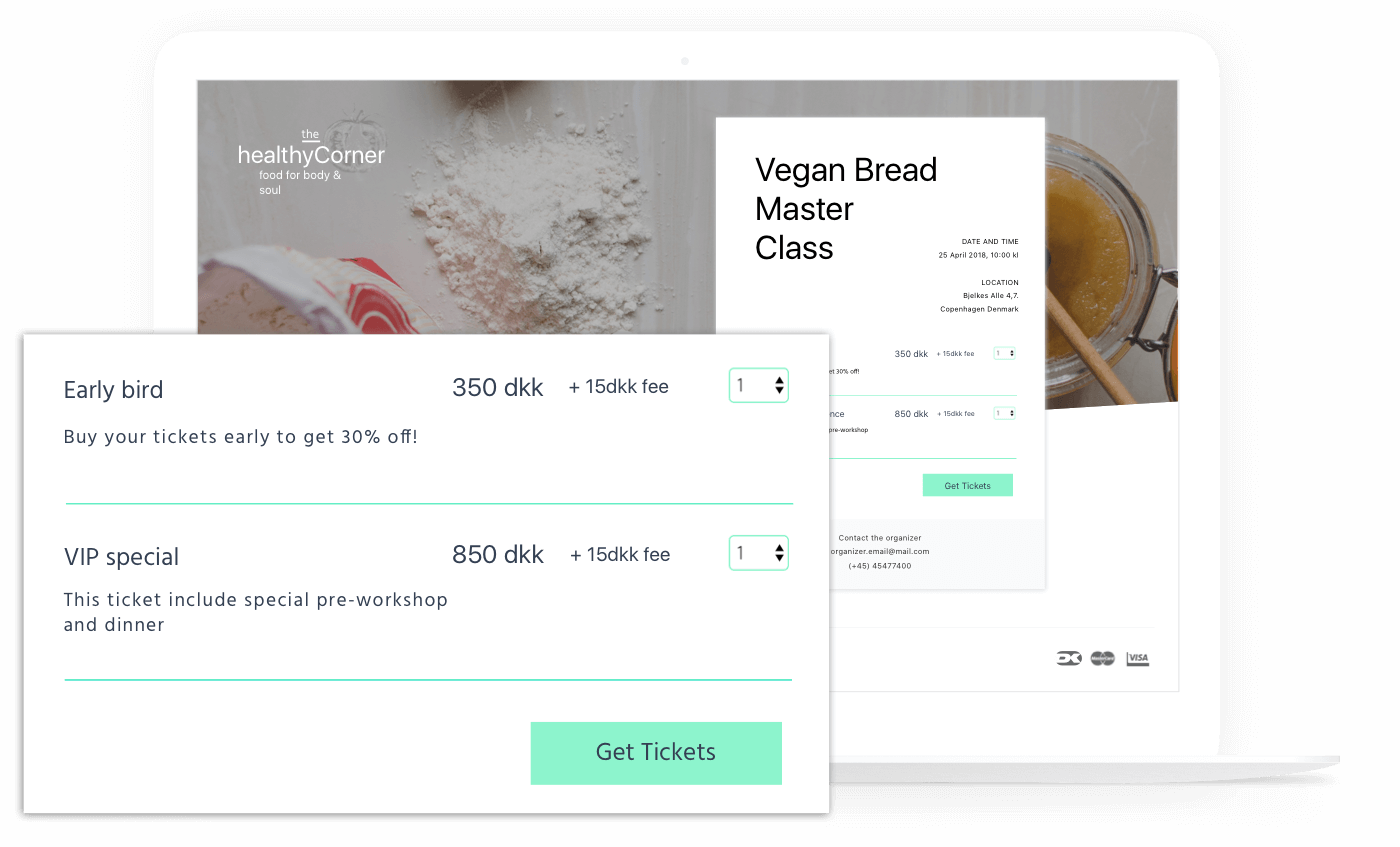 the
healthyCorner
food for body &
soul
Vegan Bread
Master
Class
DATE AND TIME
25 April 2018, 10:00 kl
LOCATION
Bjelkes Alle 4,7.
Copenhagen Denmark
350 dkk + 15dkk fee 1
30% off!
850 dkk + 15dkk fee 1
pre-workshop
Get Tickets
Contact the organizer
organizer.email@mail.com
(+45) 45477400
VISA
Early bird 350 dkk + 15dkk fee 1
Buy your tickets early to get 30% off!
VIP special 850 dkk + 15dkk fee 1
This ticket include special pre-workshop
and dinner
Get Tickets